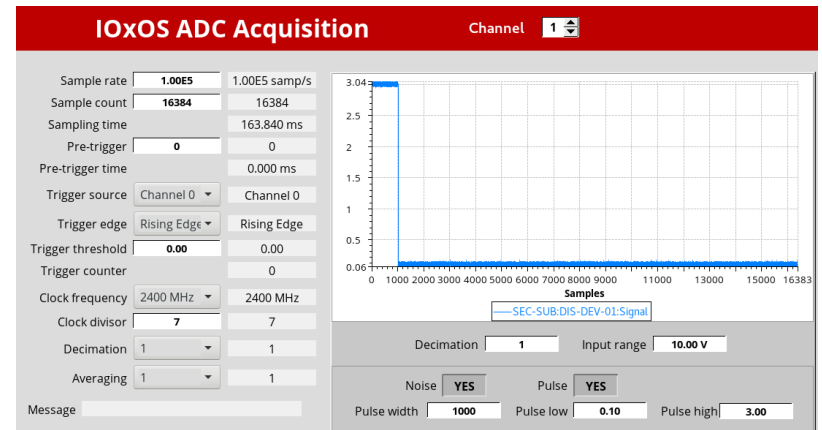 IOxOS ADC Acquisition Channel 1
Sample rate 1.00E5 1.00E5 samp/s
Sample count 16384 16384
Sampling time 163.840 ms
Pre-trigger 0 0
Pre-trigger time 0.000 ms
Trigger source Channel 0 Channel 0
Trigger edge Rising Edge Rising Edge
Trigger threshold 0.00 0.00
Trigger counter 0
Clock frequency 2400 MHz 2400 MHz
Clock divisor 7 7
Decimation 1 1
Averaging 1 1
Message
3.04
2.5
2
1.5
1
0.5
0.06
0 1000 2000 3000 4000 5000 6000 7000 8000 9000 11000 13000 15000 16383
Samples
SEC-SUB:DIS-DEV-01:Signal
Decimation 1 Input range 10.00 V
Noise YES Pulse YES
Pulse width 1000 Pulse low 0.10 Pulse high 3.00